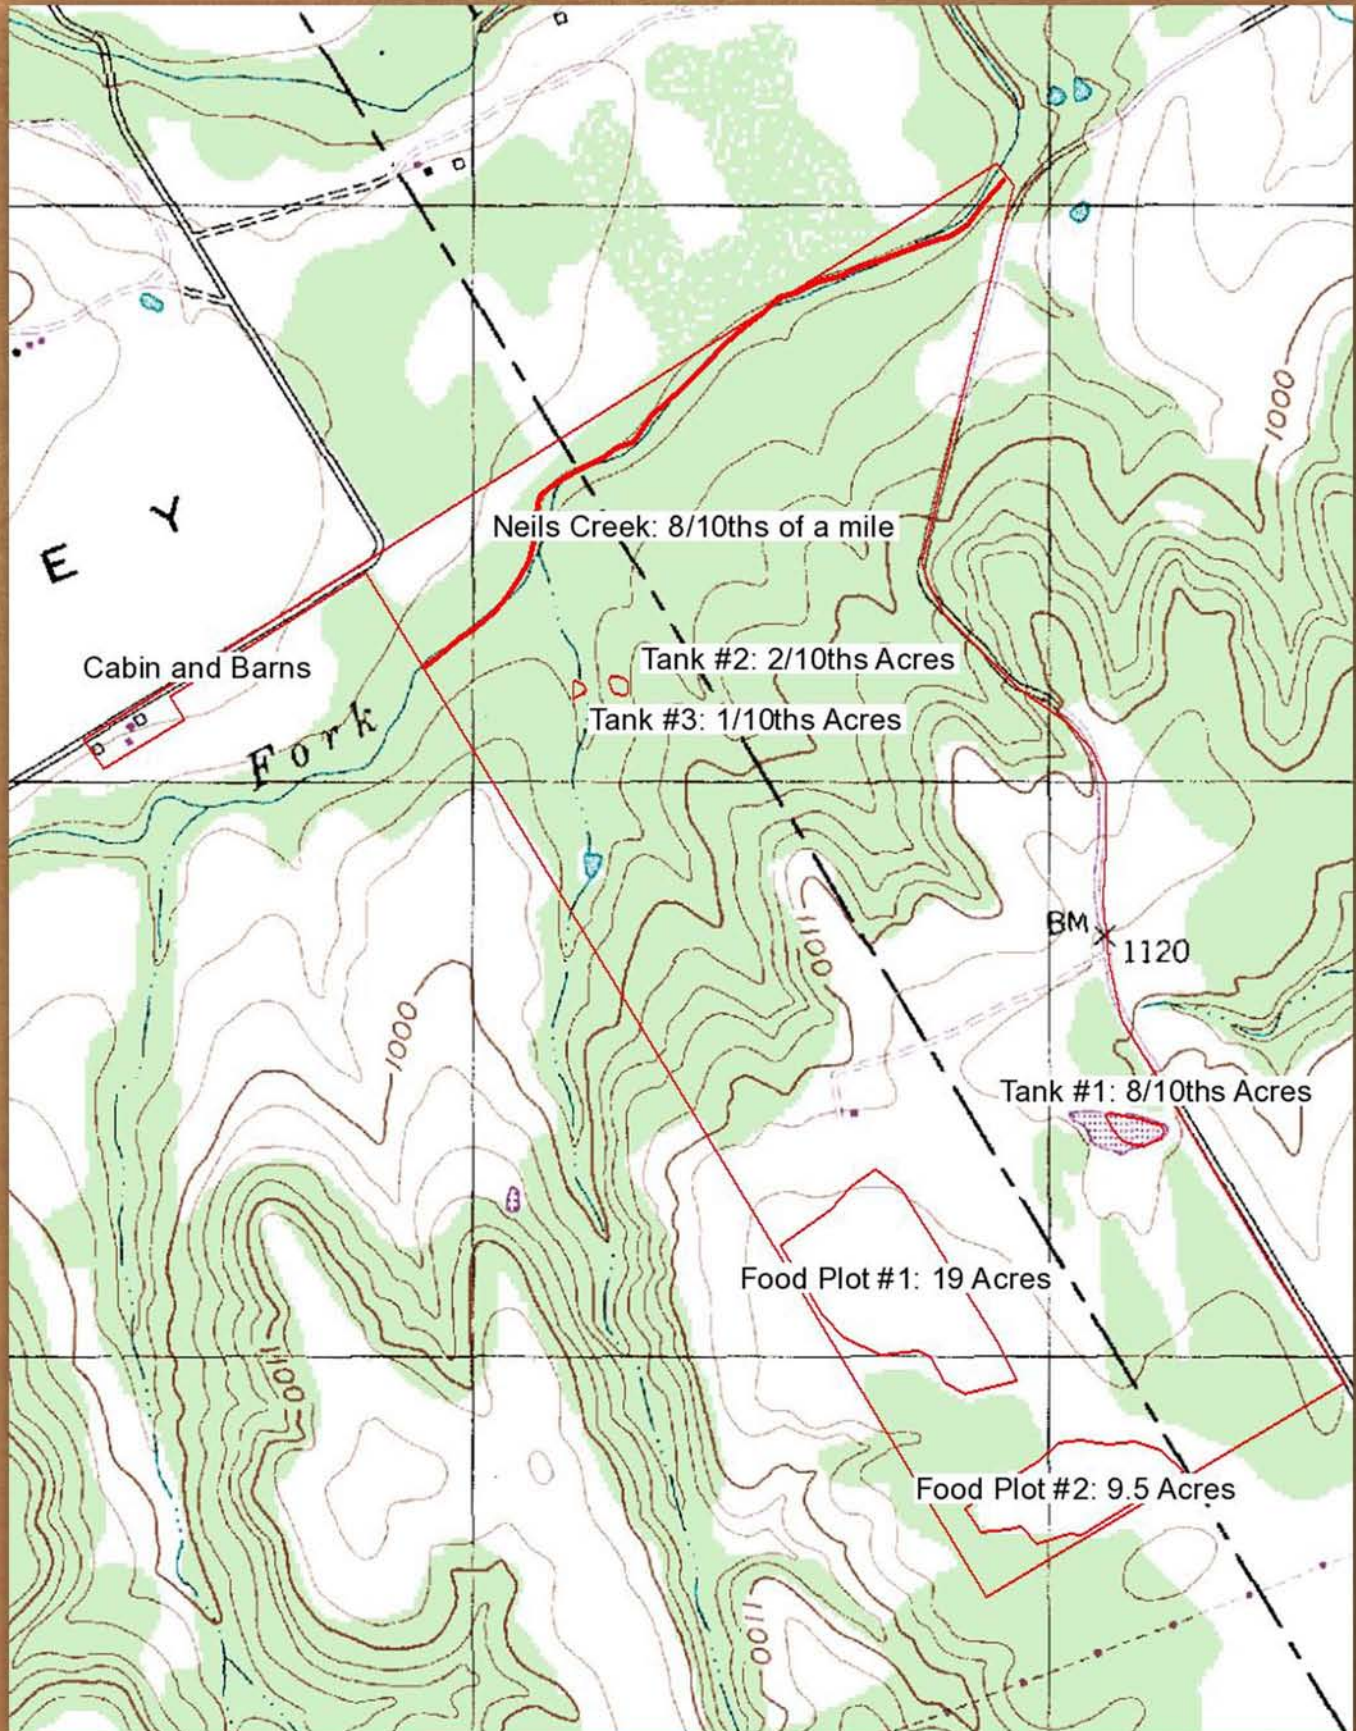 1000
E Y
Neils Creek: 8/10ths of a mile
Tank #2: 2/10ths Acres
Cabin and Barns
Tank #3: 1/10ths Acres
Fork
BM
1120
1100
1000
Tank #1: 8/10ths Acres
Food Plot #1: 19 Acres
1100
Food Plot #2: 9.5 Acres
1100